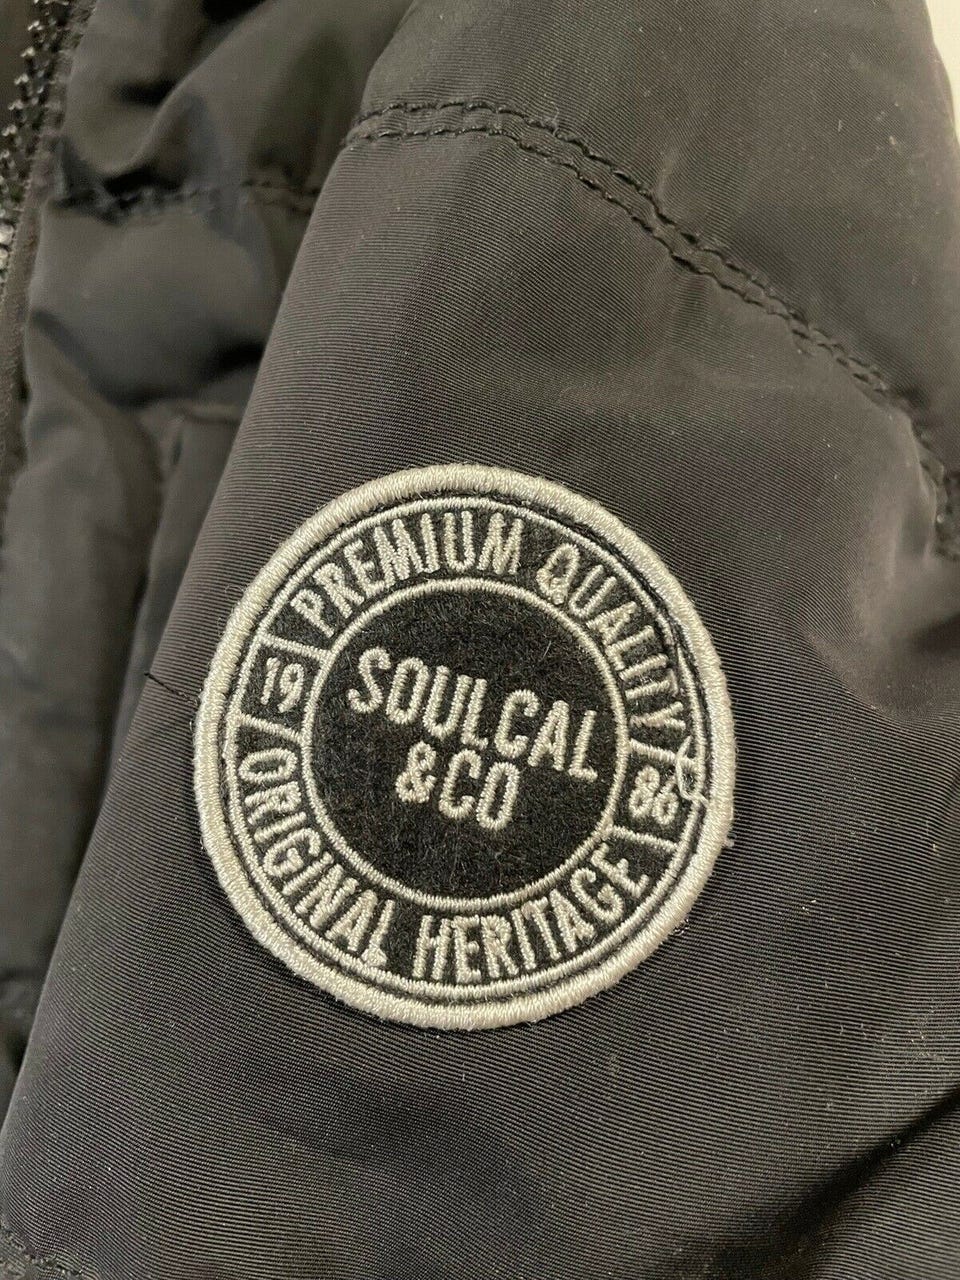 PREMIUM QUALITY
19
SOULCAL
&CO
86
ORIGINAL HERITAGE